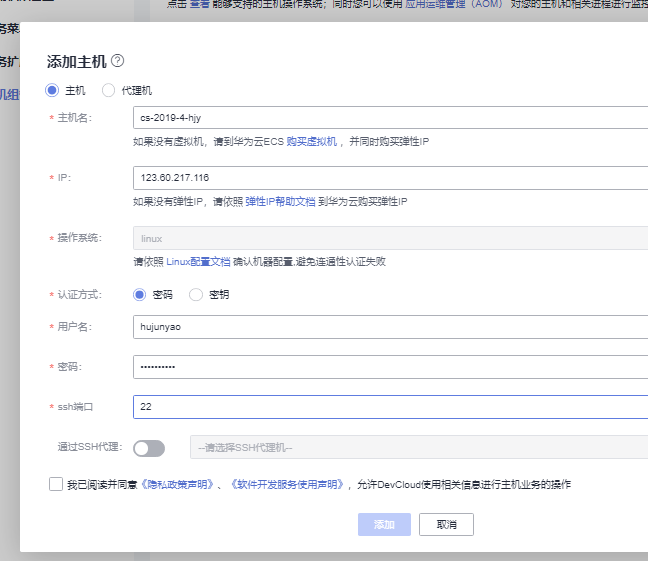 点击 查看 能够支持的主机操作系统；同时您可以使用 应用运维管理（AOM） 对您的主机和相关进程进行监控
添加主机
主机 代理机
* 主机名： cs-2019-4-hjy
如果没有虚拟机，请到华为云ECS 购买虚拟机 ，并同时购买弹性IP
* IP： 123.60.217.116
如果没有弹性IP，请依照 弹性IP帮助文档 到华为云购买弹性IP
* 操作系统： linux
请依照 Linux配置文档 确认机器配置,避免连通性认证失败
* 认证方式： 密码 密钥
* 用户名： hujunyao
* 密码： ••••••••••
* ssh端口 22
通过SSH代理： --请选择SSH代理机--
我已阅读并同意《隐私政策声明》、《软件开发服务使用声明》，允许DevCloud使用相关信息进行主机业务的操作
添加 取消